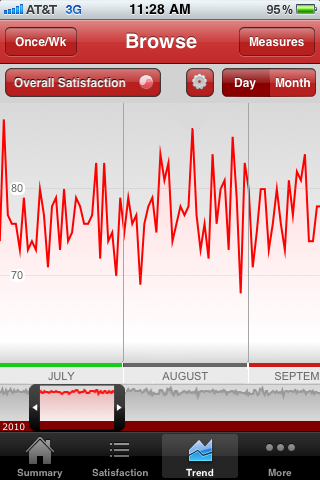 AT&T 3G 11:28 AM 95%
Once/Wk Browse Measures
Overall Satisfaction Day Month
80
70
JULY AUGUST SEPTEM
2010
Summary Satisfaction Trend More